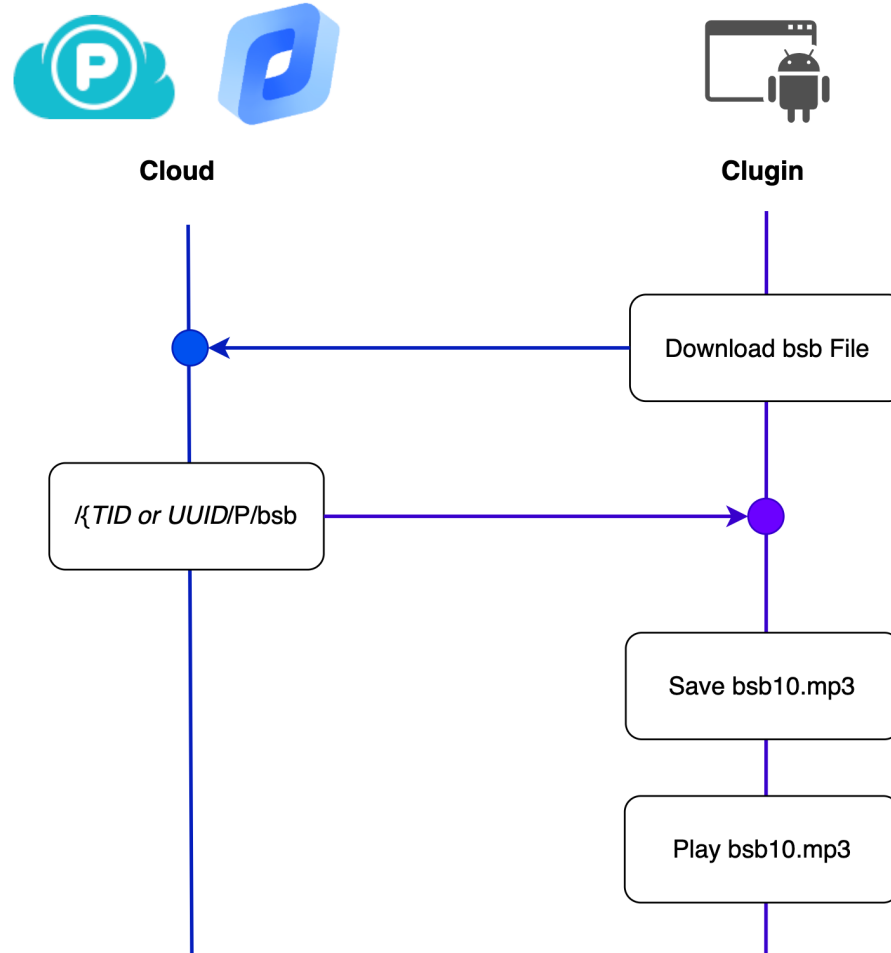 P
Cloud
Clugin
Download bsb File
/{TID or UUID/P/bsb
Save bsb10.mp3
Play bsb10.mp3